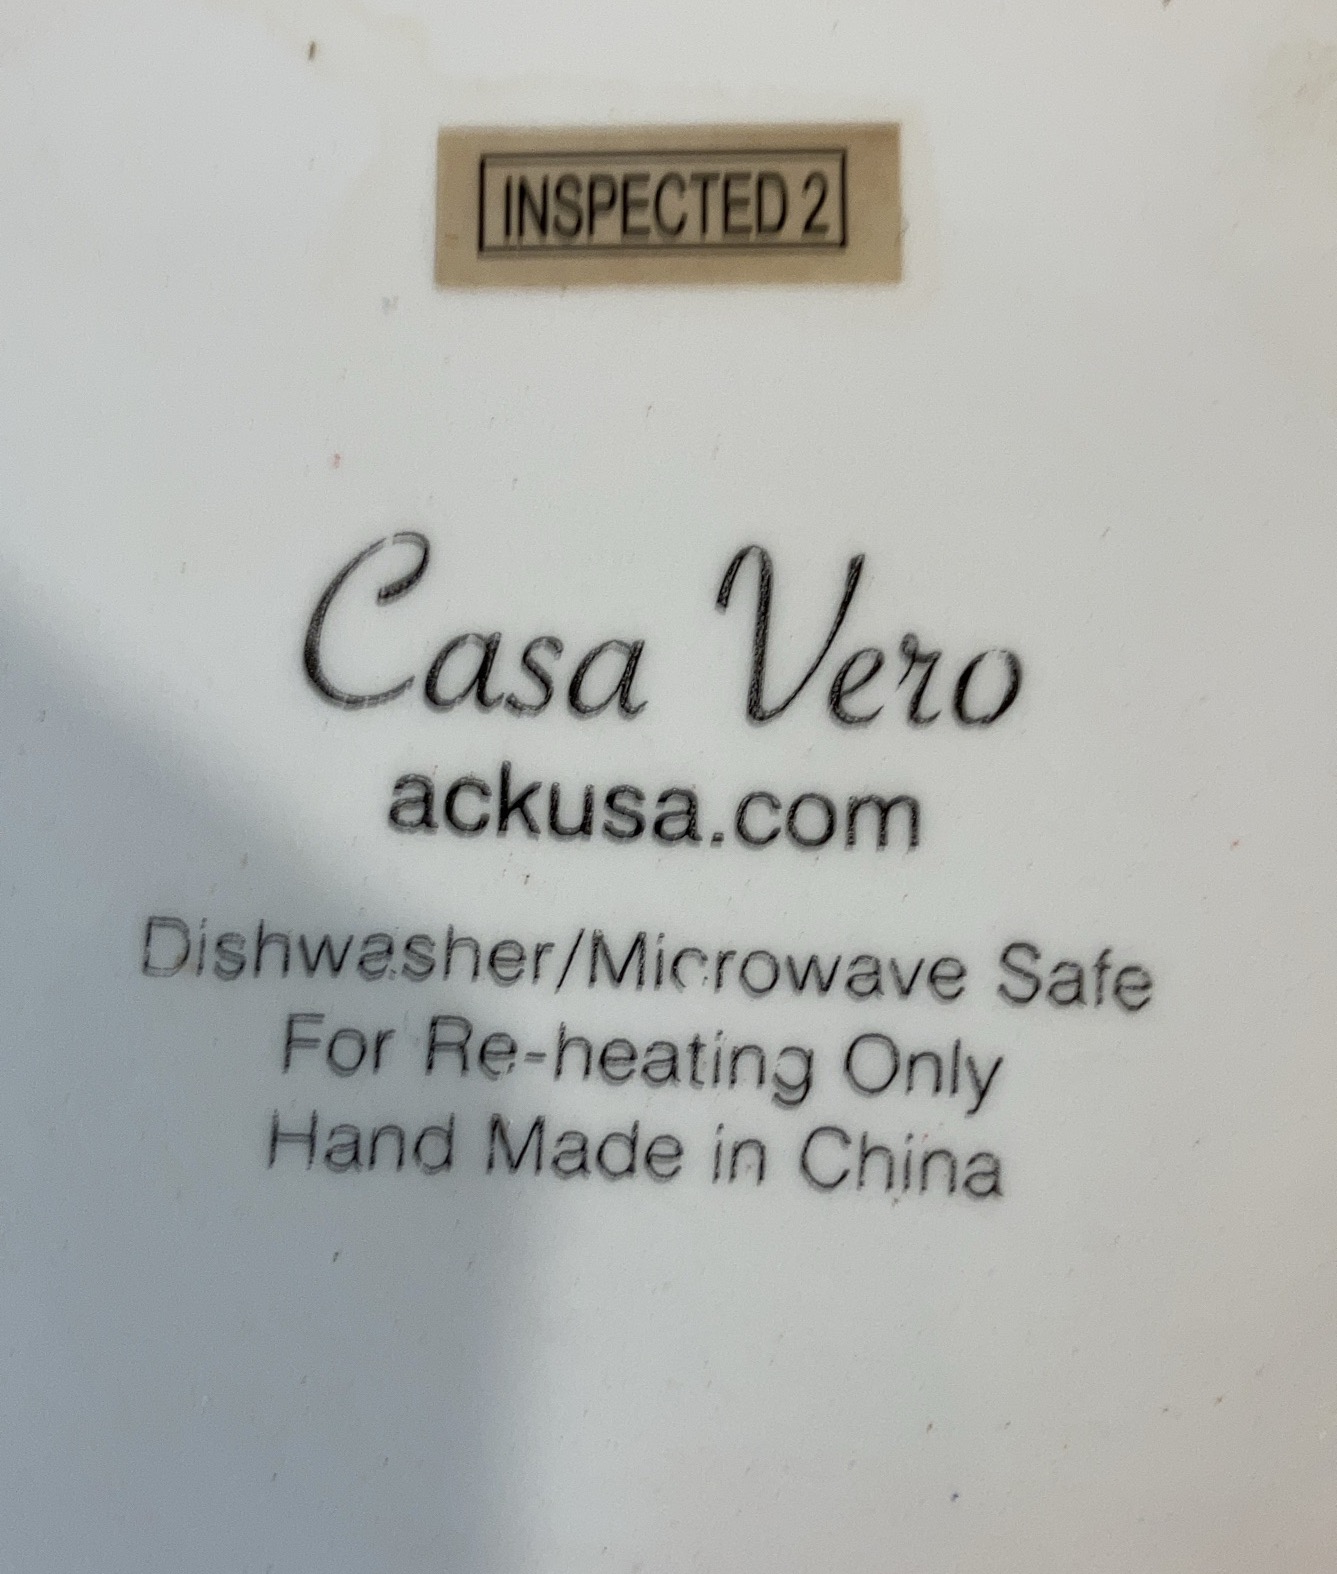 INSPECTED 2
Casa Vero
ackusa.com
Dishwasher/Microwave Safe
For Re-heating Only
Hand Made in China